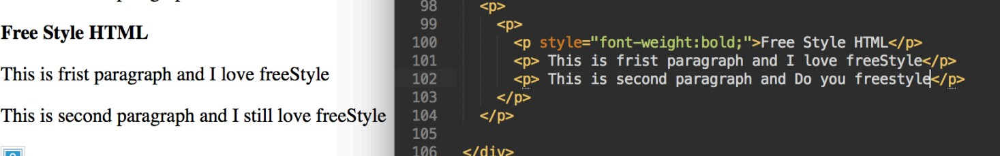 Free Style HTML
This is frist paragraph and I love freeStyle
This is second paragraph and I still love freeStyle
98 <p>
99 <p>
100 <p style="font-weight:bold;">Free Style HTML</p>
101 <p> This is frist paragraph and I love freeStyle</p>
102 <p> This is second paragraph and Do you freestyle</p>
103 </p>
104 </p>
105
106 </div>